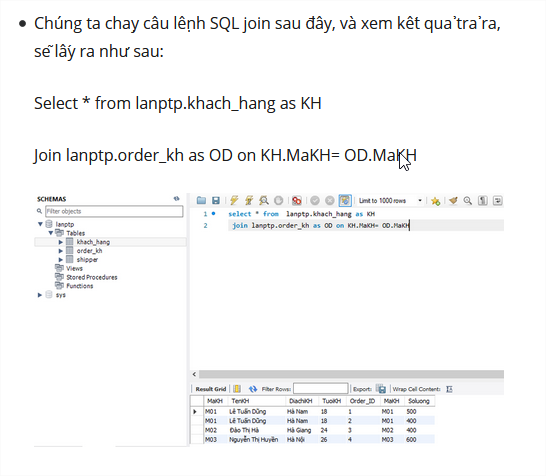 Chúng ta chạy câu lệnh SQL join sau đây, và xem kết quả trả ra,
sẽ lấy ra như sau:
Select * from lanptp.khach_hang as KH
Join lanptp.order_kh as OD on KH.MaKH= OD.MaKH
SCHEMAS
Filter objects
lanptp
Tables
khach_hang
order_kh
shipper
Views
Stored Procedures
Functions
sys
Limit to 1000 rows
1 select * from lanptp.khach_hang as KH
2 join lanptp.order_kh as OD on KH.MaKH= OD.MaKH
Result Grid Filter Rows: Export: Wrap Cell Content:
MaKH TenKH DiachiKH TuoiKH Order_ID MaKH Soluong
M01 Lê Tuấn Dũng Hà Nam 18 1 M01 500
M01 Lê Tuấn Dũng Hà Nam 18 2 M01 400
M02 Đào Thị Hà Hà Giang 24 3 M02 400
M03 Nguyễn Thị Huyền Hà Nội 26 4 M03 600